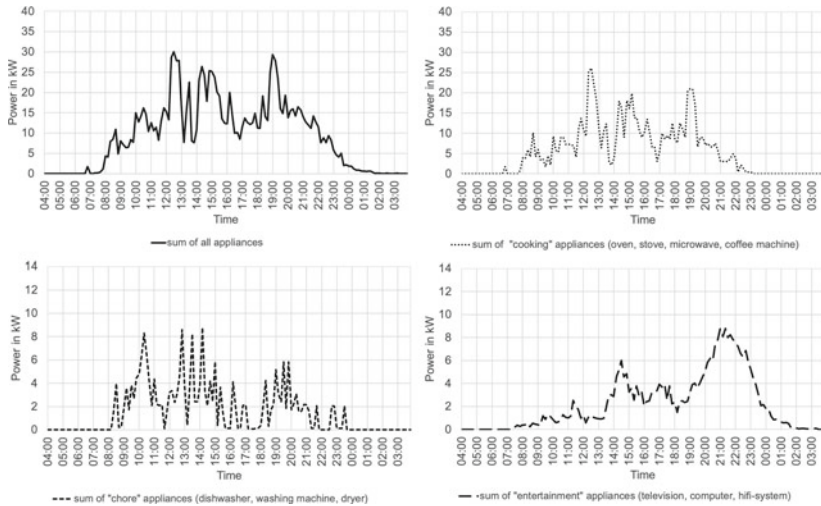 40
35
30
25
20
15
10
5
0
Power in kW
04:00 05:00 06:00 07:00 08:00 09:00 10:00 11:00 12:00 13:00 14:00 15:00 16:00 17:00 18:00 19:00 20:00 21:00 22:00 23:00 00:00 01:00 02:00 03:00
Time
sum of all appliances
40
35
30
25
20
15
10
5
0
Power in kW
04:00 05:00 06:00 07:00 08:00 09:00 10:00 11:00 12:00 13:00 14:00 15:00 16:00 17:00 18:00 19:00 20:00 21:00 22:00 23:00 00:00 01:00 02:00 03:00
Time
sum of "cooking" appliances (oven, stove, microwave, coffee machine)
14
12
10
8
6
4
2
0
Power in kW
04:00 05:00 06:00 07:00 08:00 09:00 10:00 11:00 12:00 13:00 14:00 15:00 16:00 17:00 18:00 19:00 20:00 21:00 22:00 23:00 00:00 01:00 02:00 03:00
Time
sum of "chore" appliances (dishwasher, washing machine, dryer)
14
12
10
8
6
4
2
0
Power in kW
04:00 05:00 06:00 07:00 08:00 09:00 10:00 11:00 12:00 13:00 14:00 15:00 16:00 17:00 18:00 19:00 20:00 21:00 22:00 23:00 00:00 01:00 02:00 03:00
Time
sum of "entertainment" appliances (television, computer, hifi-system)